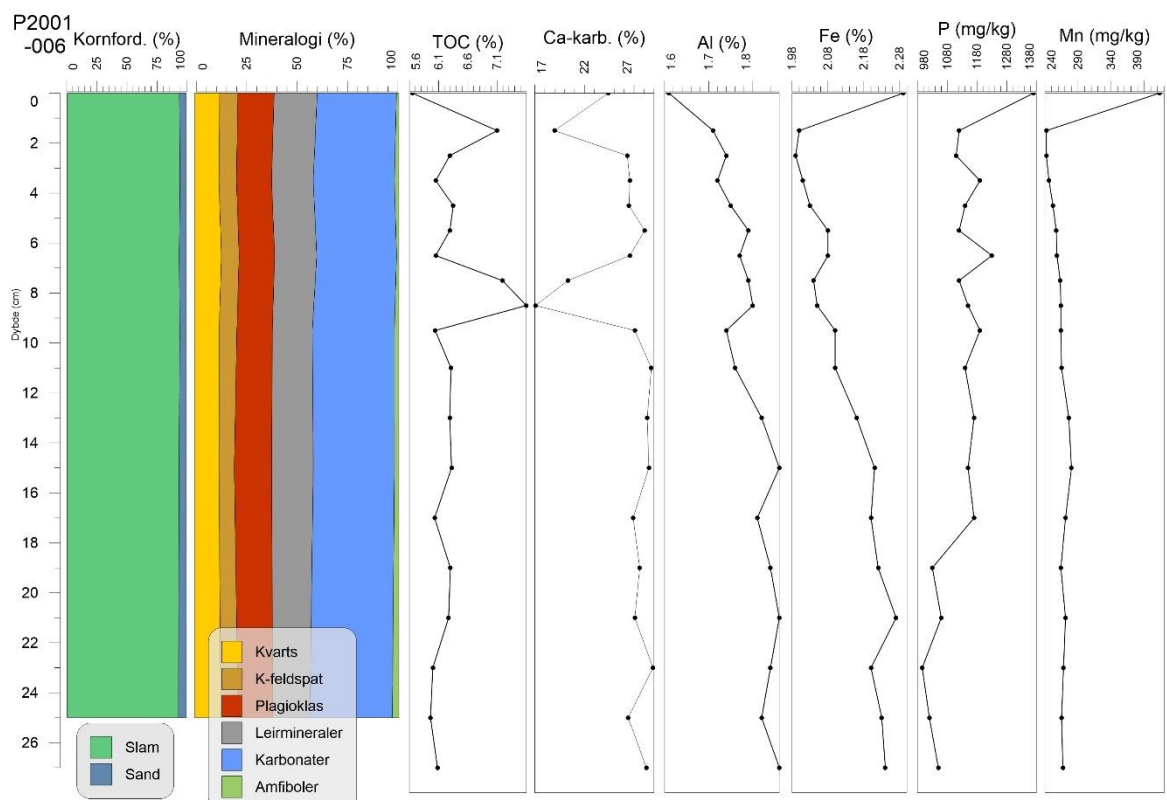 P2001
-006
Kornford. (%)
Mineralogi (%)
TOC (%)
Ca-karb. (%)
Al (%)
Fe (%)
P (mg/kg)
Mn (mg/kg)
0 25 50 75 100
0 25 50 75 100
5.6 6.1 6.6 7.1
17 22 27
1.6 1.7 1.8
1.98 2.08 2.18 2.28
980 1080 1180 1280 1380
240 290 340 390
Dybde (cm)
0
2
4
6
8
10
12
14
16
18
20
22
24
26
Slam
Sand
Kvarts
K-feldspat
Plagioklas
Leirmineraler
Karbonater
Amfiboler